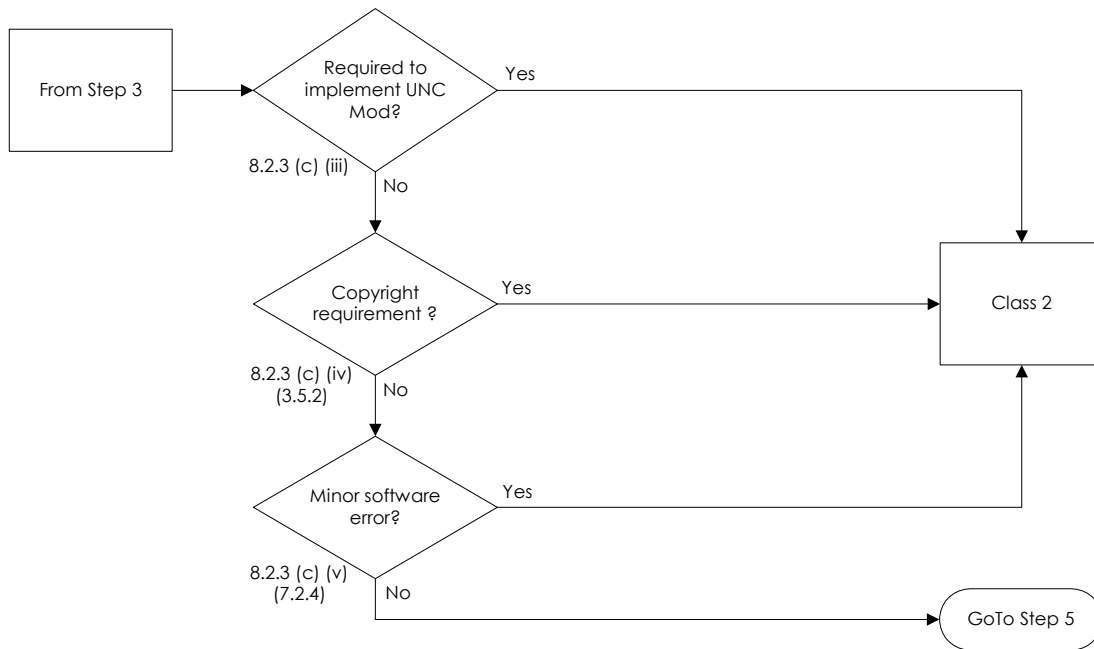 From Step 3
Required to
implement UNC
Mod?
Yes
8.2.3 (c) (iii)
No
Copyright
requirement ?
Yes
Class 2
8.2.3 (c) (iv)
(3.5.2)
No
Minor software
error?
Yes
8.2.3 (c) (v)
(7.2.4)
No
GoTo Step 5